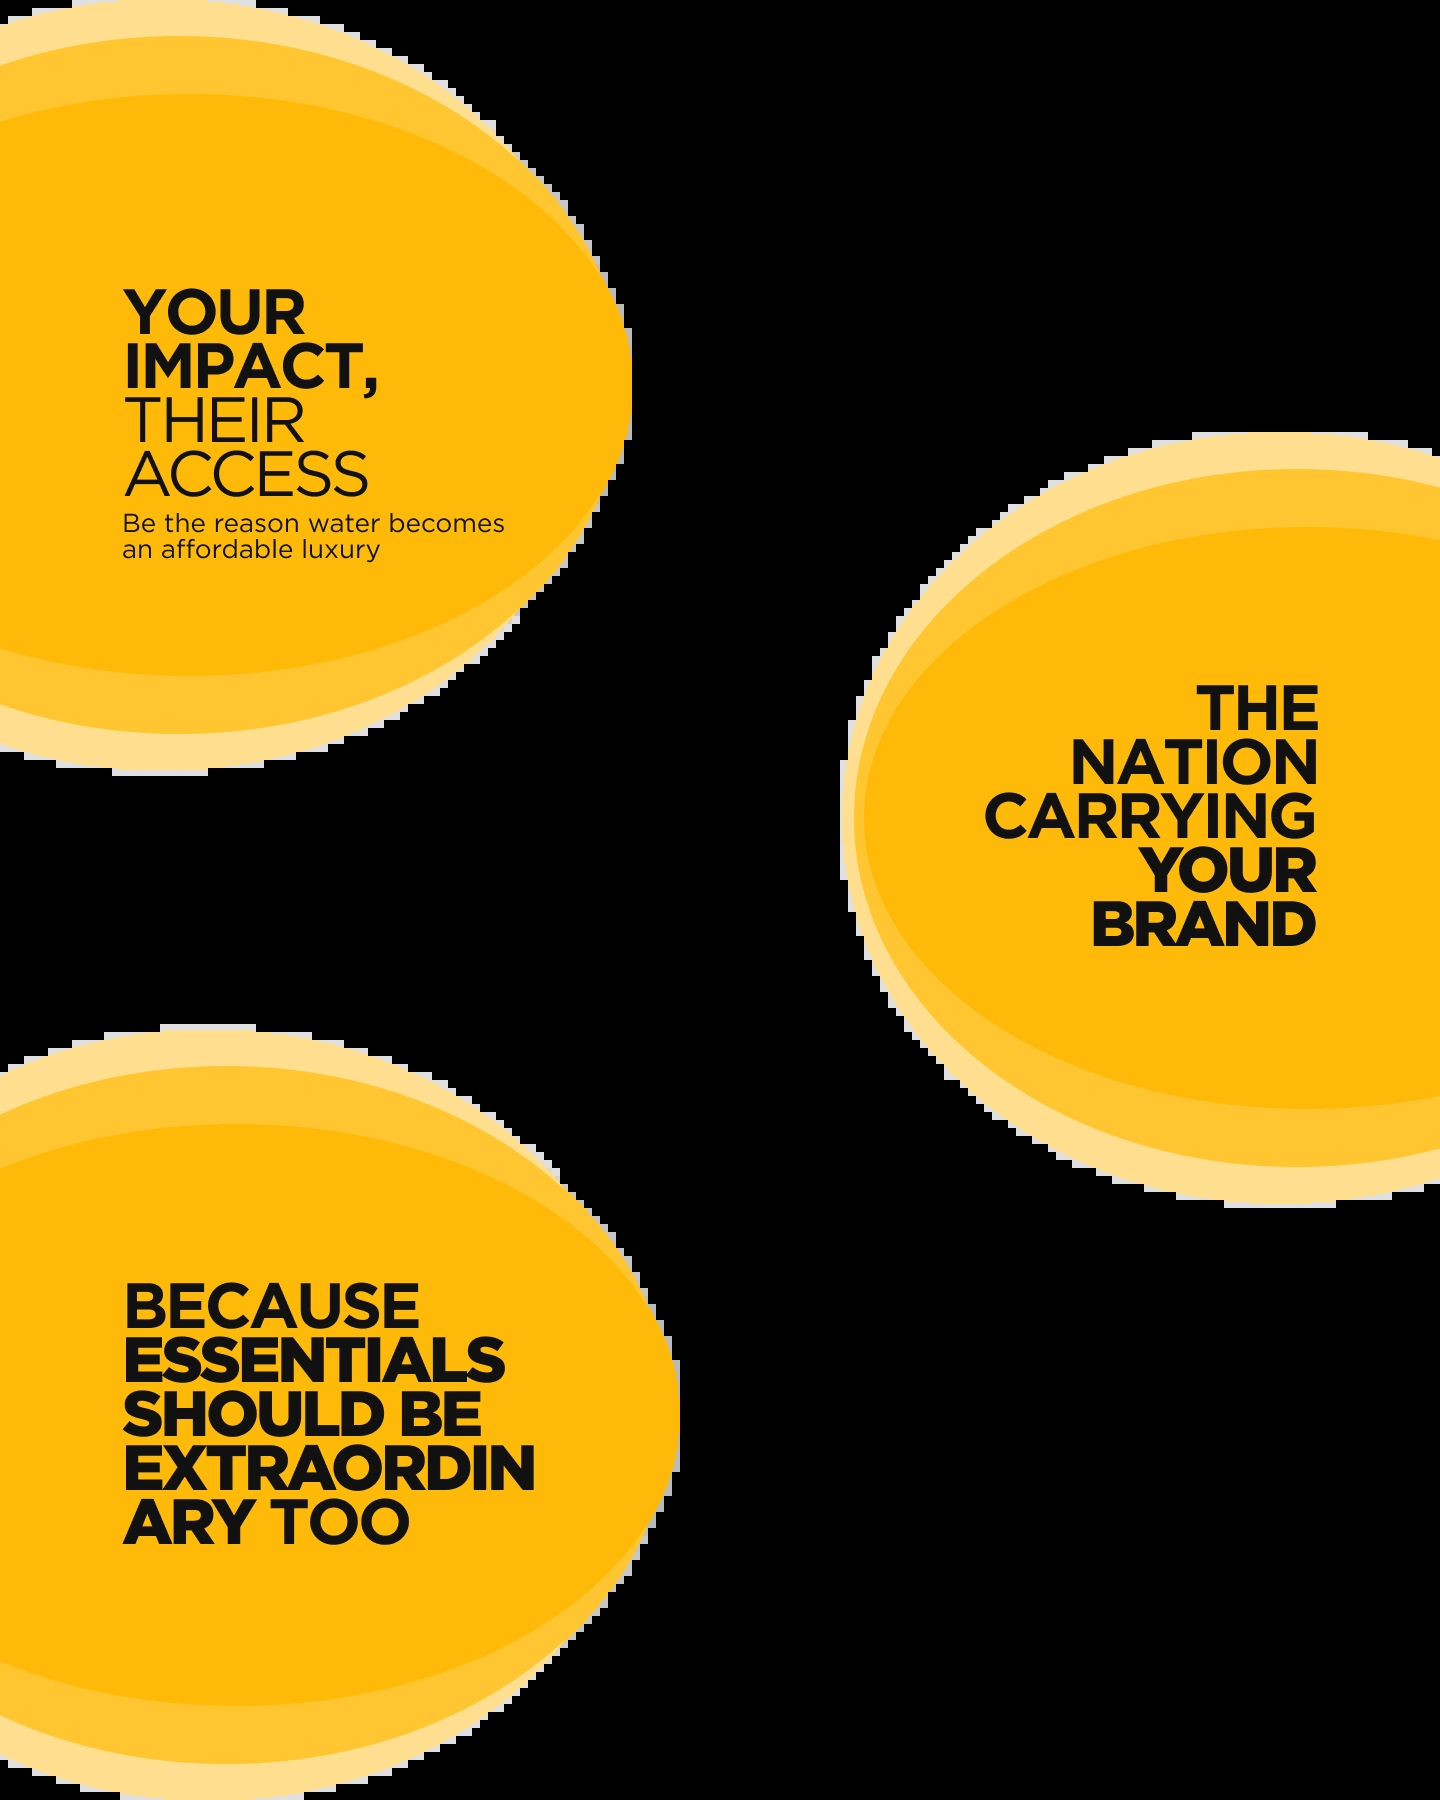 YOUR
IMPACT,
THEIR
ACCESS
Be the reason water becomes
an affordable luxury
THE
NATION
CARRYING
YOUR
BRAND
BECAUSE
ESSENTIALS
SHOULD BE
EXTRAORDIN
ARY TOO